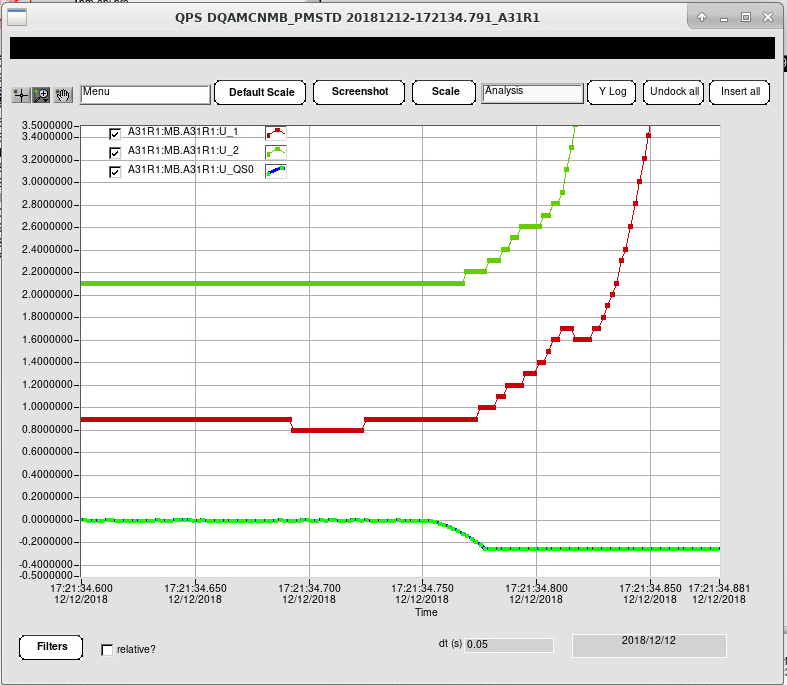 QPS DQAMCNMB_PMSTD 20181212-172134.791_A31R1
Menu Default Scale Screenshot Scale Analysis Y Log Undock all Insert all
3.5000000
3.4000000
3.2000000
3.0000000
2.8000000
2.6000000
2.4000000
2.2000000
2.0000000
1.8000000
1.6000000
1.4000000
1.2000000
1.0000000
0.8000000
0.6000000
0.4000000
0.2000000
0.0000000
-0.2000000
-0.4000000
-0.5000000
A31R1:MB.A31R1:U_1
A31R1:MB.A31R1:U_2
A31R1:MB.A31R1:U_QS0
17:21:34.600 17:21:34.650 17:21:34.700 17:21:34.750 17:21:34.800 17:21:34.850 17:21:34.881
12/12/2018 12/12/2018 12/12/2018 12/12/2018 12/12/2018 12/12/2018 12/12/2018
Time
Filters relative? dt (s) 0.05 2018/12/12